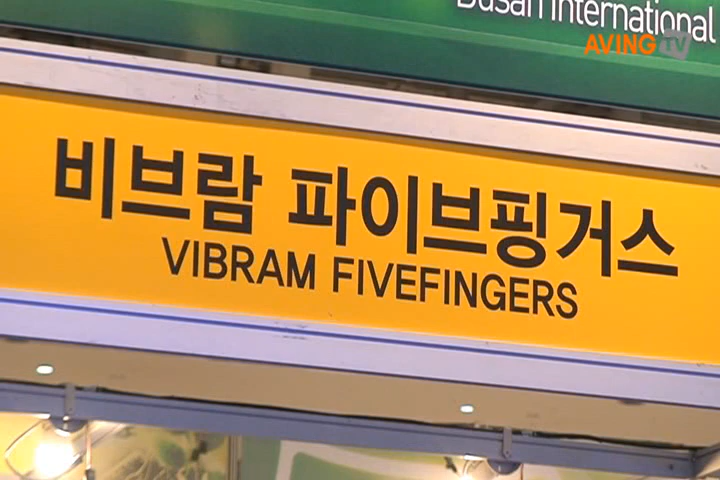 Busan International
AVING TV
비브람 파이브핑거스
VIBRAM FIVEFINGERS